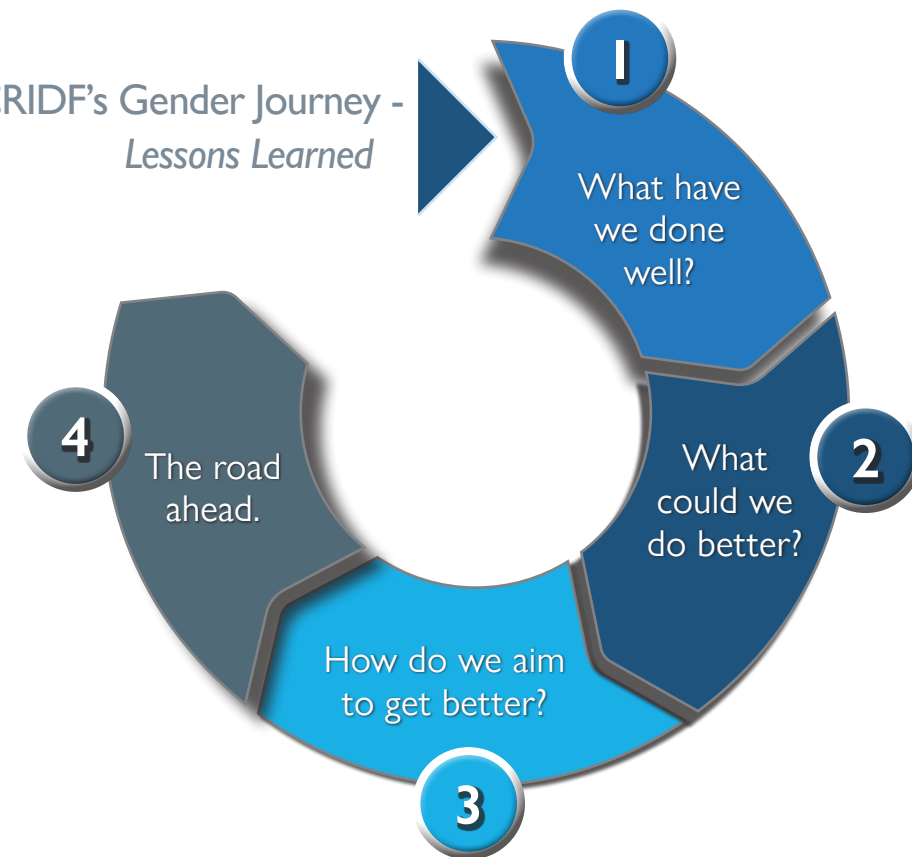 CRIDF's Gender Journey -
Lessons Learned
1
What have
we done
well?
2
What
could we
do better?
3
How do we aim
to get better?
4
The road
ahead.